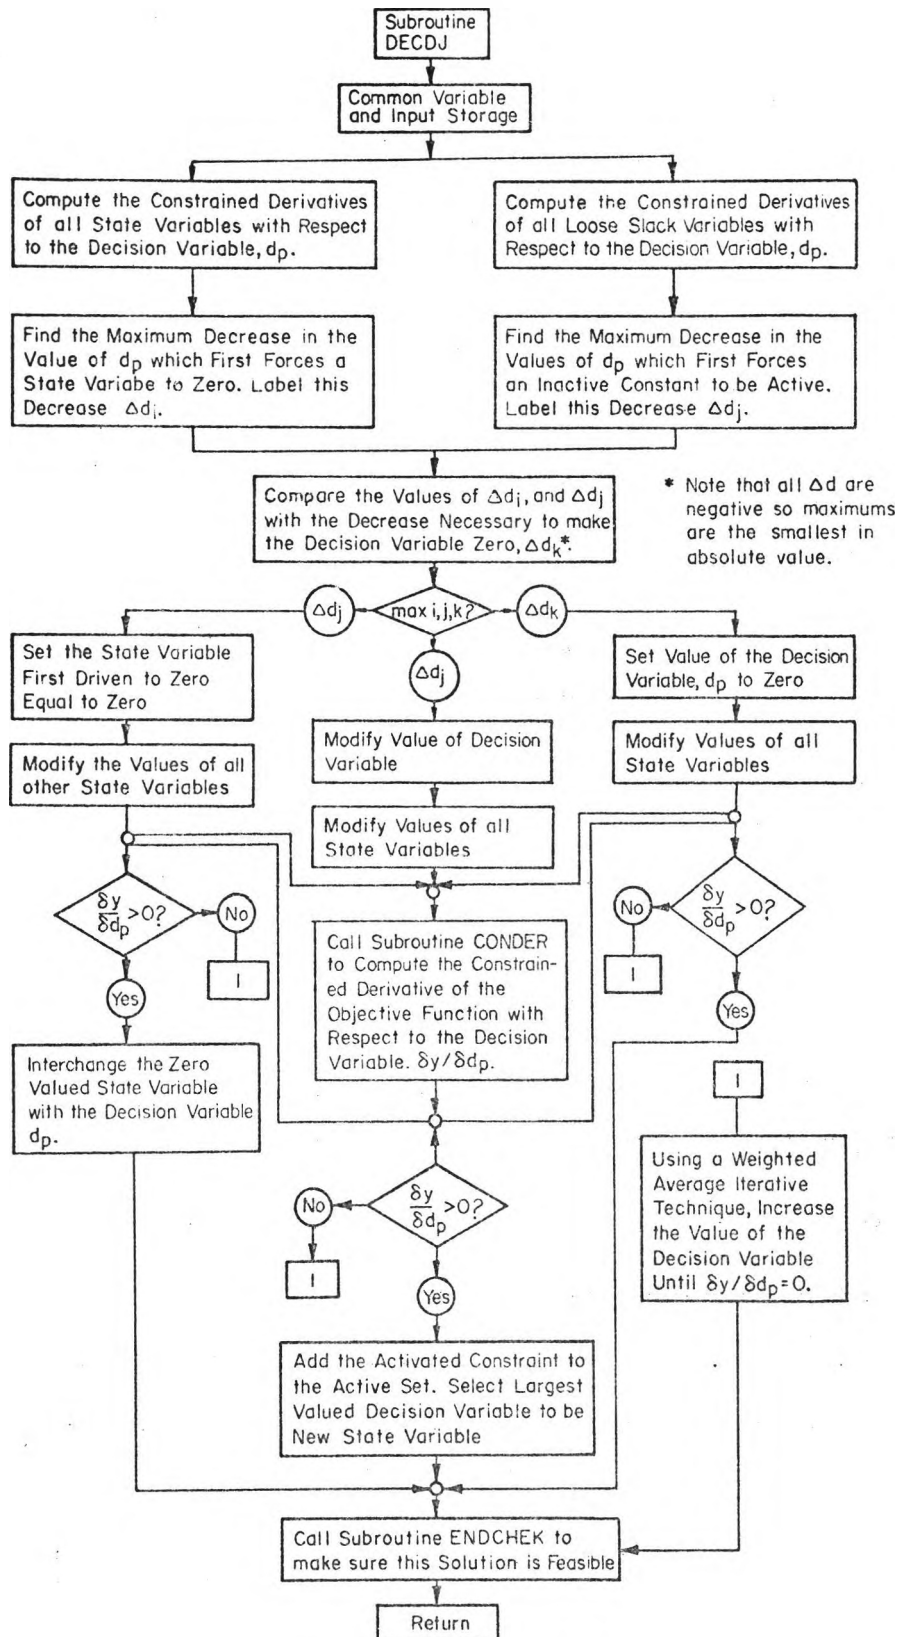 Subroutine
DECDJ
Common Variable
and Input Storage
Compute the Constrained Derivatives
of all State Variables with Respect
to the Decision Variable, dp.
Compute the Constrained Derivatives
of all Loose Slack Variables with
Respect to the Decision Variable, dp.
Find the Maximum Decrease in the
Value of dp which First Forces a
State Variabe to Zero. Label this
Decrease Δdi.
Find the Maximum Decrease in the
Values of dp which First Forces
an Inactive Constant to be Active.
Label this Decrease Δdj.
Compare the Values of Δdi, and Δdj
with the Decrease Necessary to make
the Decision Variable Zero, Δdk*.
* Note that all Δd are
negative so maximums
are the smallest in
absolute value.
Δdj
max i,j,k?
Δdk
Δdj
Set the State Variable
First Driven to Zero
Equal to Zero
Modify Value of Decision
Variable
Set Value of the Decision
Variable, dp to Zero
Modify the Values of all
other State Variables
Modify Values of all
State Variables
Modify Values of all
State Variables
δy/δdp >0?
No
I
Yes
Call Subroutine CONDER
to Compute the Constrain-
ed Derivative of the
Objective Function with
Respect to the Decision
Variable. δy/δdp.
δy/δdp >0?
No
I
Yes
Interchange the Zero
Valued State Variable
with the Decision Variable
dp.
δy/δdp >0?
No
I
Yes
I
Using a Weighted
Average Iterative
Technique, Increase
the Value of the
Decision Variable
Until δy/δdp=0.
Add the Activated Constraint to
the Active Set. Select Largest
Valued Decision Variable to be
New State Variable
Call Subroutine ENDCHEK to
make sure this Solution is Feasible
Return